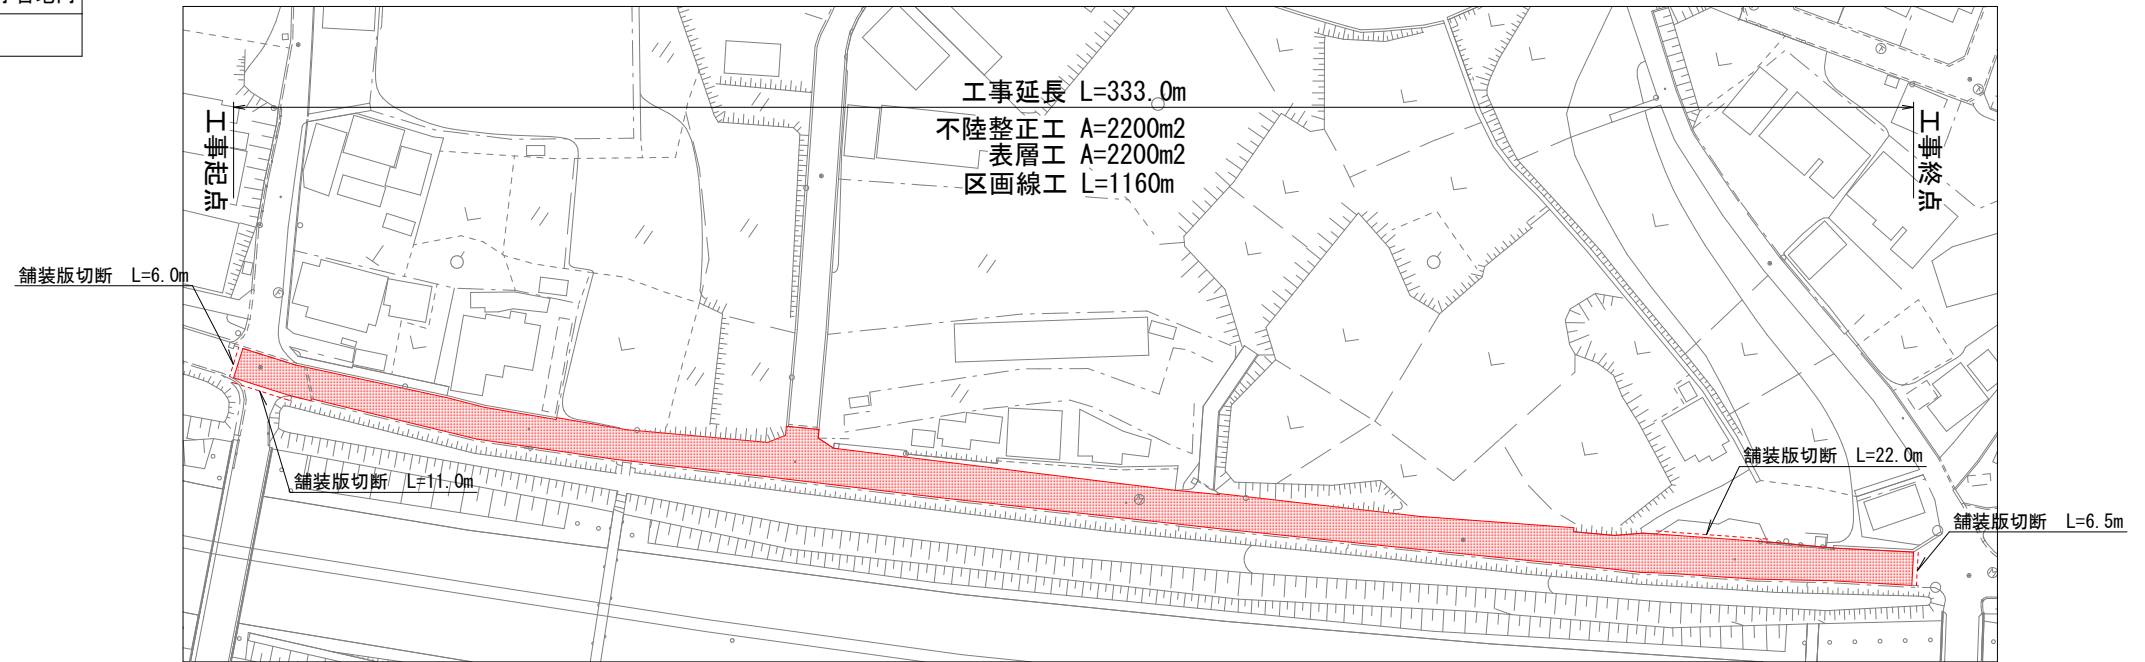 工事延長 L=333.0m
不陸整正工 A=2200m2
表層工 A=2200m2
区画線工 L=1160m
工事起点
工事終点
舗装版切断 L=6.0m
舗装版切断 L=11.0m
舗装版切断 L=22.0m
舗装版切断 L=6.5m